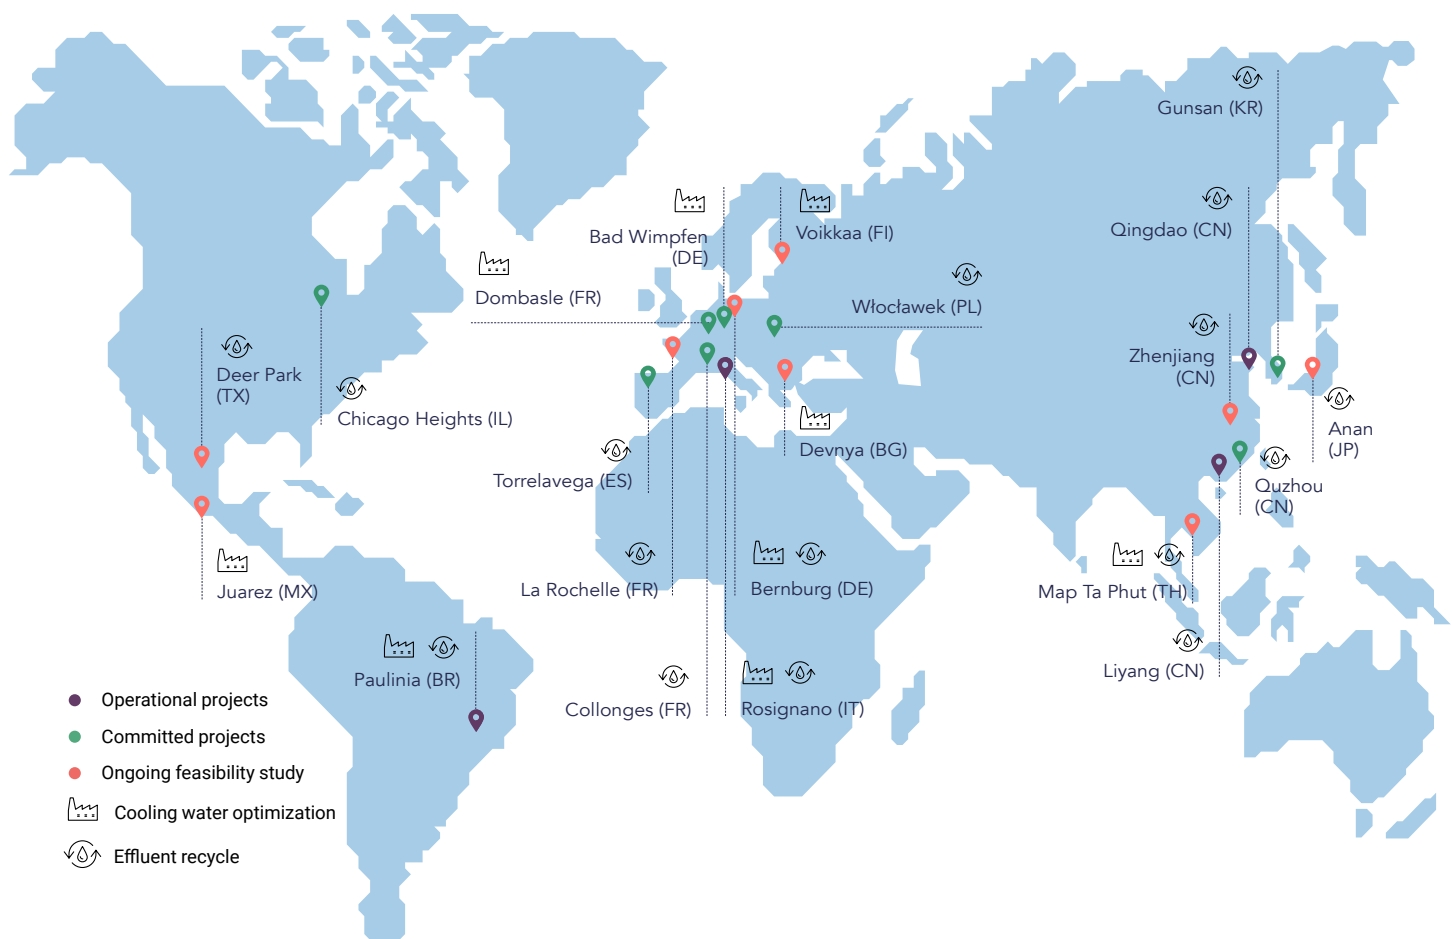 Gunsan (KR)
Qingdao (CN)
Bad Wimpfen
(DE)
Voikkaa (FI)
Dombasle (FR)
Włocławek (PL)
Zhenjiang
(CN)
Deer Park
(TX)
Chicago Heights (IL)
Anan
(JP)
Devnya (BG)
Torrelavega (ES)
Quzhou
(CN)
Juarez (MX)
La Rochelle (FR)
Bernburg (DE)
Map Ta Phut (TH)
Liyang (CN)
Paulinia (BR)
Collonges (FR)
Rosignano (IT)
Operational projects
Committed projects
Ongoing feasibility study
Cooling water optimization
Effluent recycle